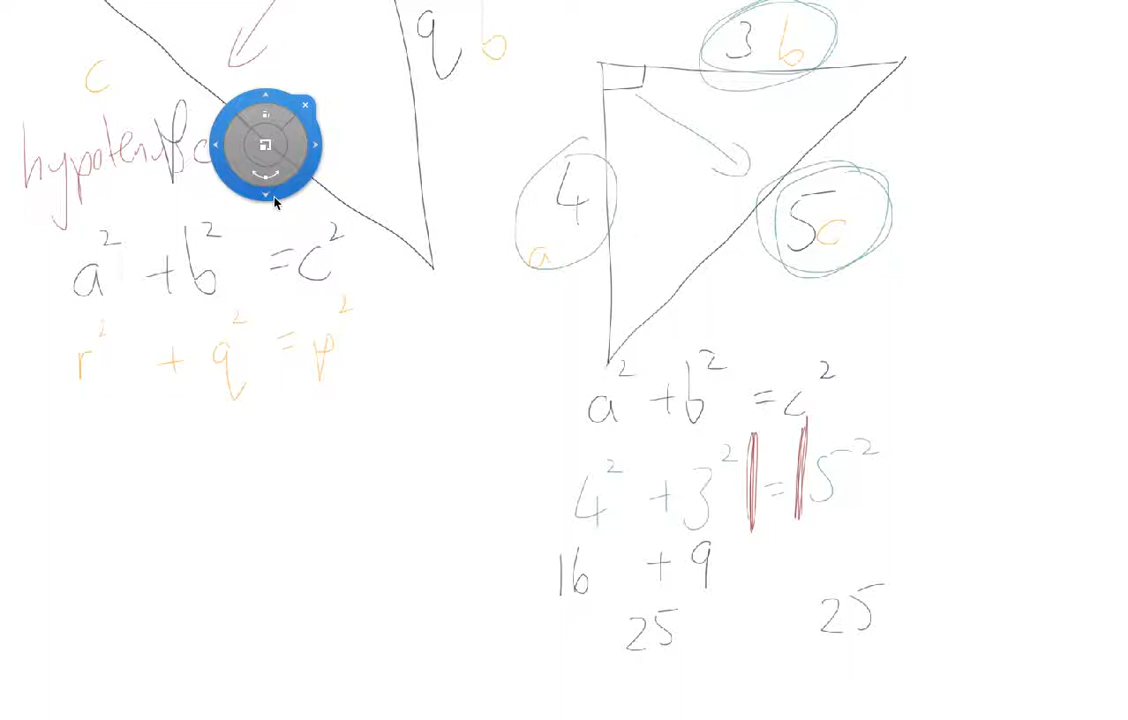 q b
c
hypotenuse
p
a² + b² = c²
r² + q² = p²
3 b
4
a
5 c
a² + b² = c²
4² + 3² = 5²
16 + 9
25 25